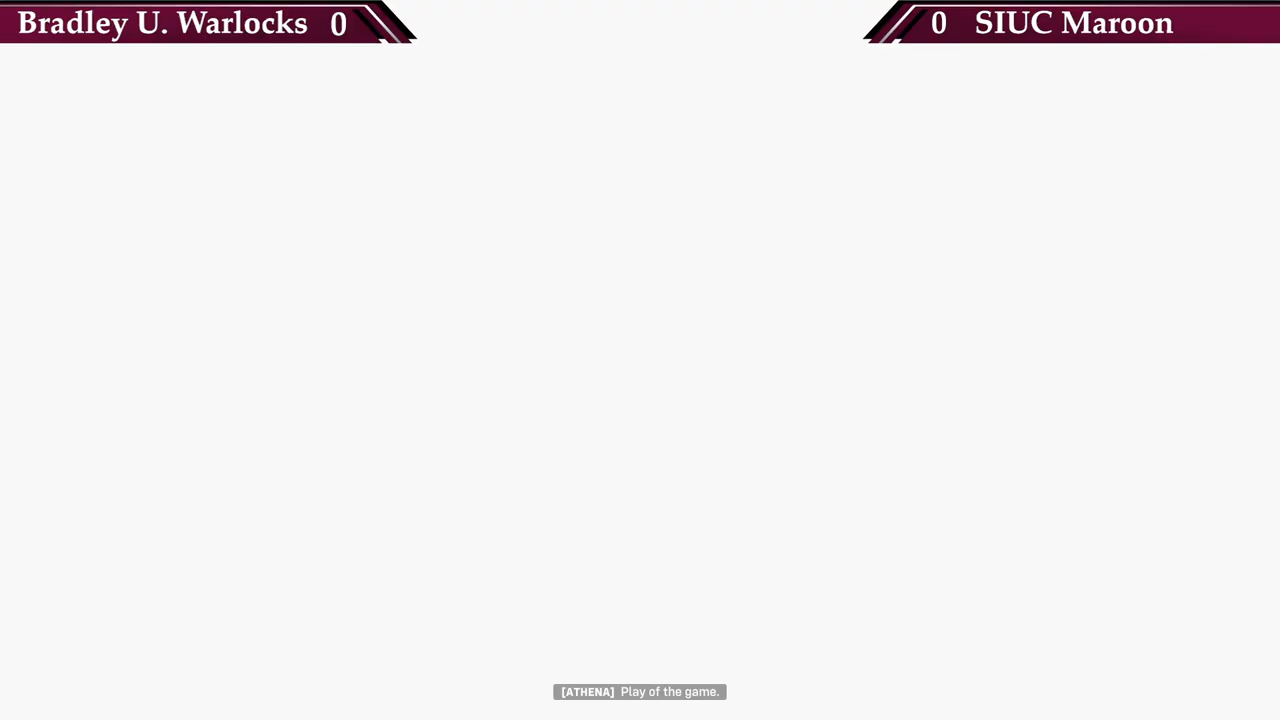 Bradley U. Warlocks 0
0 SIUC Maroon
[ATHENA] Play of the game.